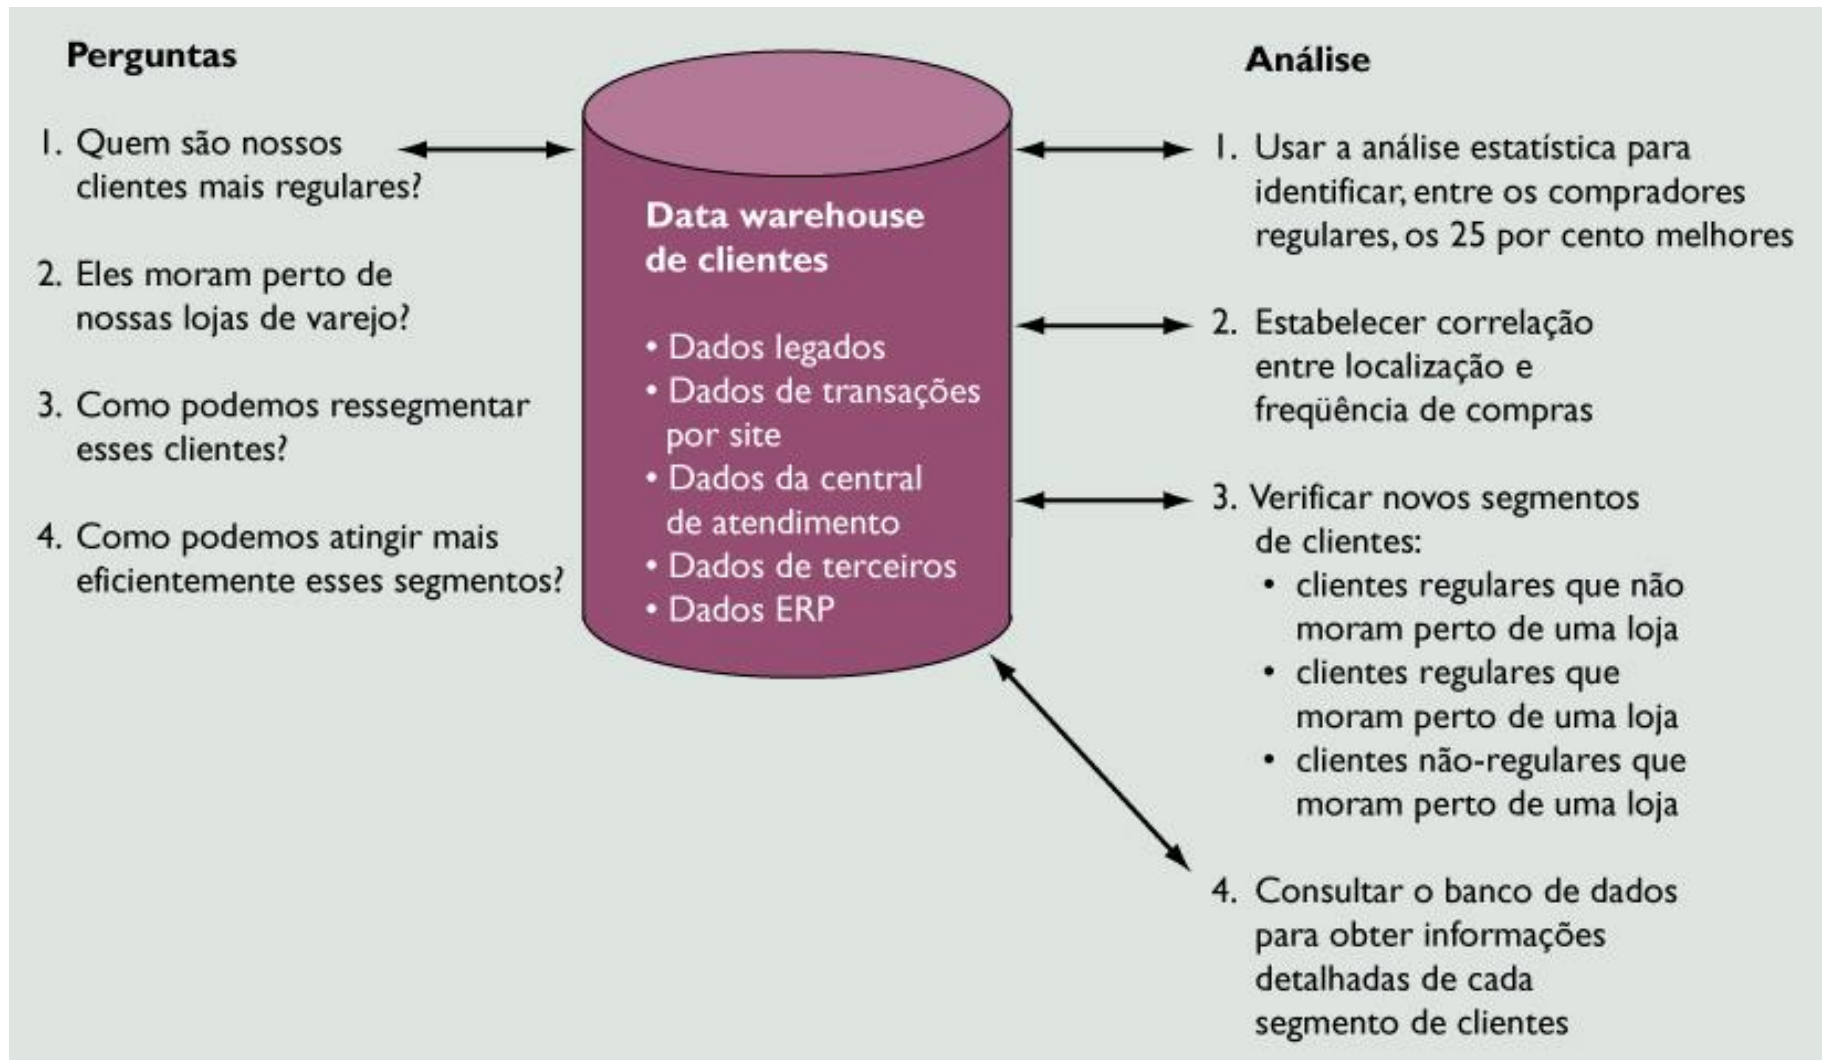 Perguntas
1. Quem são nossos
clientes mais regulares?
2. Eles moram perto de
nossas lojas de varejo?
3. Como podemos ressegmentar
esses clientes?
4. Como podemos atingir mais
eficientemente esses segmentos?
Data warehouse
de clientes
• Dados legados
• Dados de transações
por site
• Dados da central
de atendimento
• Dados de terceiros
• Dados ERP
Análise
1. Usar a análise estatística para
identificar, entre os compradores
regulares, os 25 por cento melhores
2. Estabelecer correlação
entre localização e
freqüência de compras
3. Verificar novos segmentos
de clientes:
• clientes regulares que não
moram perto de uma loja
• clientes regulares que
moram perto de uma loja
• clientes não-regulares que
moram perto de uma loja
4. Consultar o banco de dados
para obter informações
detalhadas de cada
segmento de clientes